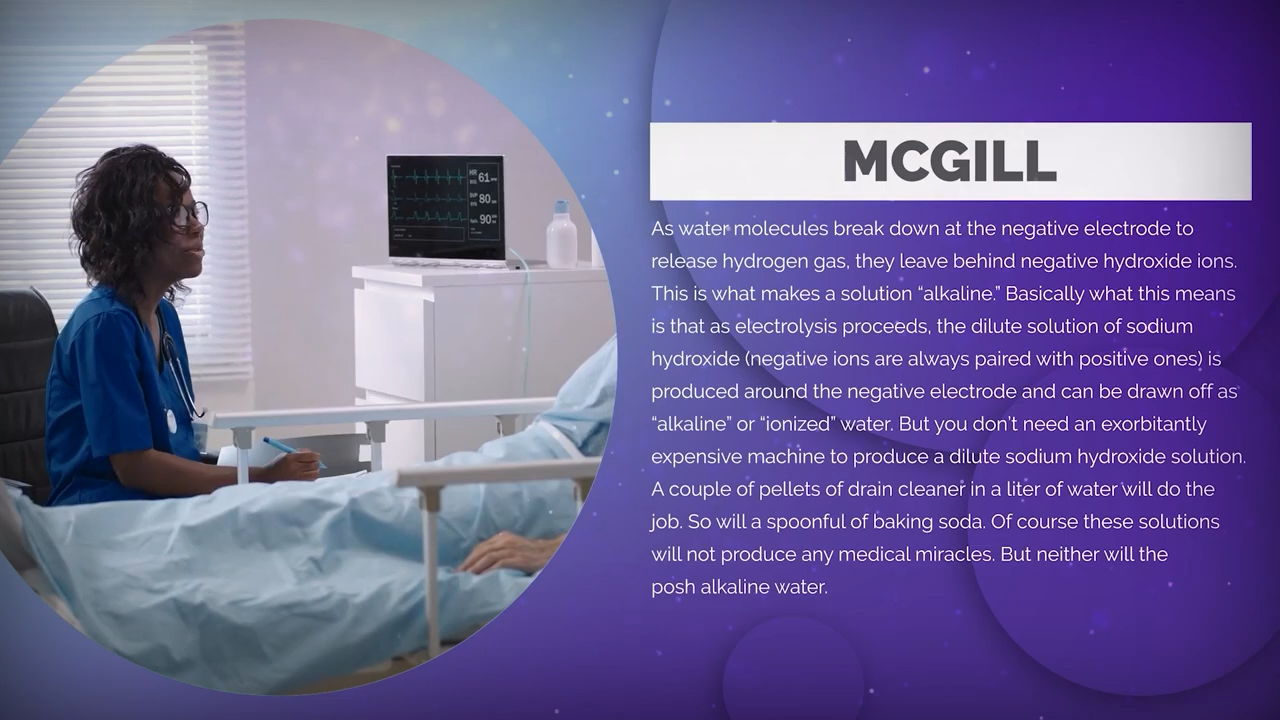 MCGILL
As water molecules break down at the negative electrode to
release hydrogen gas, they leave behind negative hydroxide ions.
This is what makes a solution “alkaline.” Basically what this means
is that as electrolysis proceeds, the dilute solution of sodium
hydroxide (negative ions are always paired with positive ones) is
produced around the negative electrode and can be drawn off as
“alkaline” or “ionized” water. But you don’t need an exorbitantly
expensive machine to produce a dilute sodium hydroxide solution.
A couple of pellets of drain cleaner in a liter of water will do the
job. So will a spoonful of baking soda. Of course these solutions
will not produce any medical miracles. But neither will the
posh alkaline water.
61
80
90